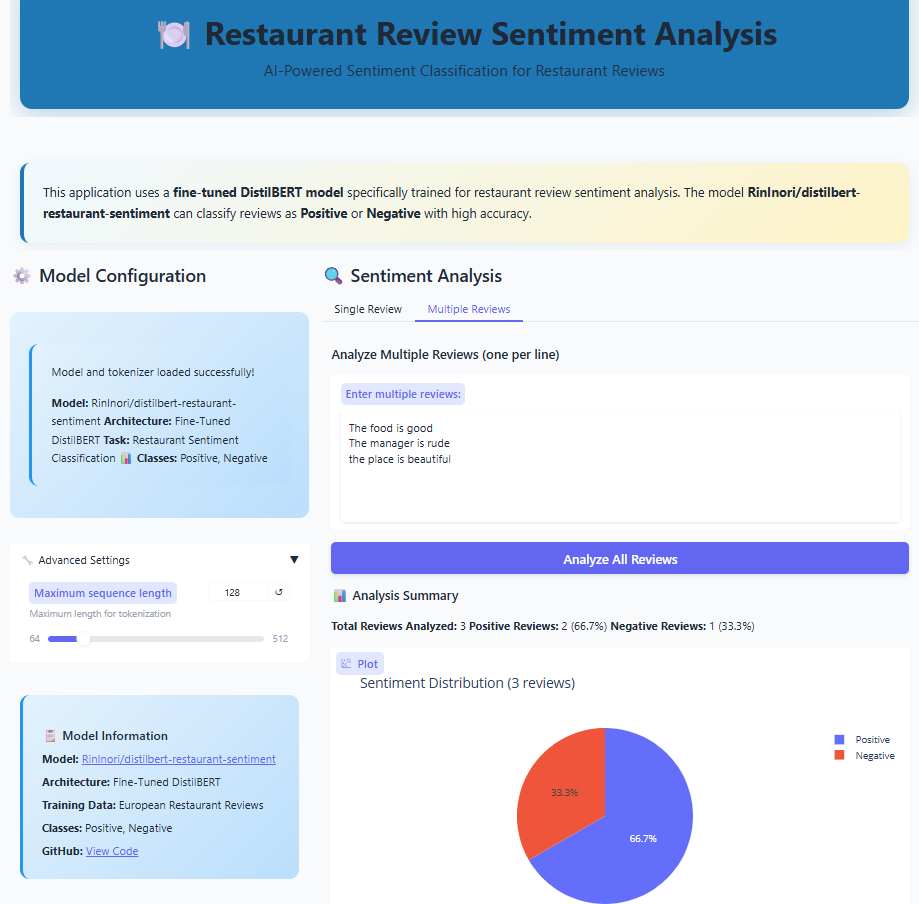 🍽️ Restaurant Review Sentiment Analysis
AI-Powered Sentiment Classification for Restaurant Reviews
This application uses a fine-tuned DistilBERT model specifically trained for restaurant review sentiment analysis. The model RinInori/distilbert-
restaurant-sentiment can classify reviews as Positive or Negative with high accuracy.
⚙️ Model Configuration
Model and tokenizer loaded successfully!
Model: RinInori/distilbert-restaurant-
sentiment Architecture: Fine-Tuned
DistilBERT Task: Restaurant Sentiment
Classification 📊 Classes: Positive, Negative
🔧 Advanced Settings ▼
Maximum sequence length 128 ↺
Maximum length for tokenization
64 512
📋 Model Information
Model: RinInori/distilbert-restaurant-sentiment
Architecture: Fine-Tuned DistilBERT
Training Data: European Restaurant Reviews
Classes: Positive, Negative
GitHub: View Code
🔍 Sentiment Analysis
Single Review Multiple Reviews
Analyze Multiple Reviews (one per line)
Enter multiple reviews:
The food is good
The manager is rude
the place is beautiful
Analyze All Reviews
📊 Analysis Summary
Total Reviews Analyzed: 3 Positive Reviews: 2 (66.7%) Negative Reviews: 1 (33.3%)
Plot
Sentiment Distribution (3 reviews)
Positive
Negative
33.3%
66.7%